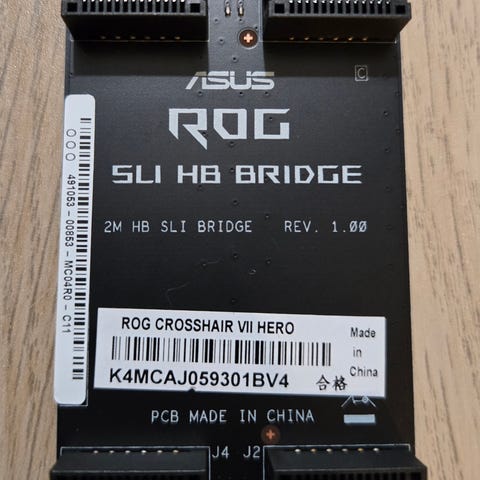 ASUS
C
ROG
SLI HB BRIDGE
2M HB SLI BRIDGE REV. 1.00
OOO 491053-00853-MC04R0-C11
ROG CROSSHAIR VII HERO
K4MCAJ059301BV4
Made
in
China
合格
PCB MADE IN CHINA
J4 J2